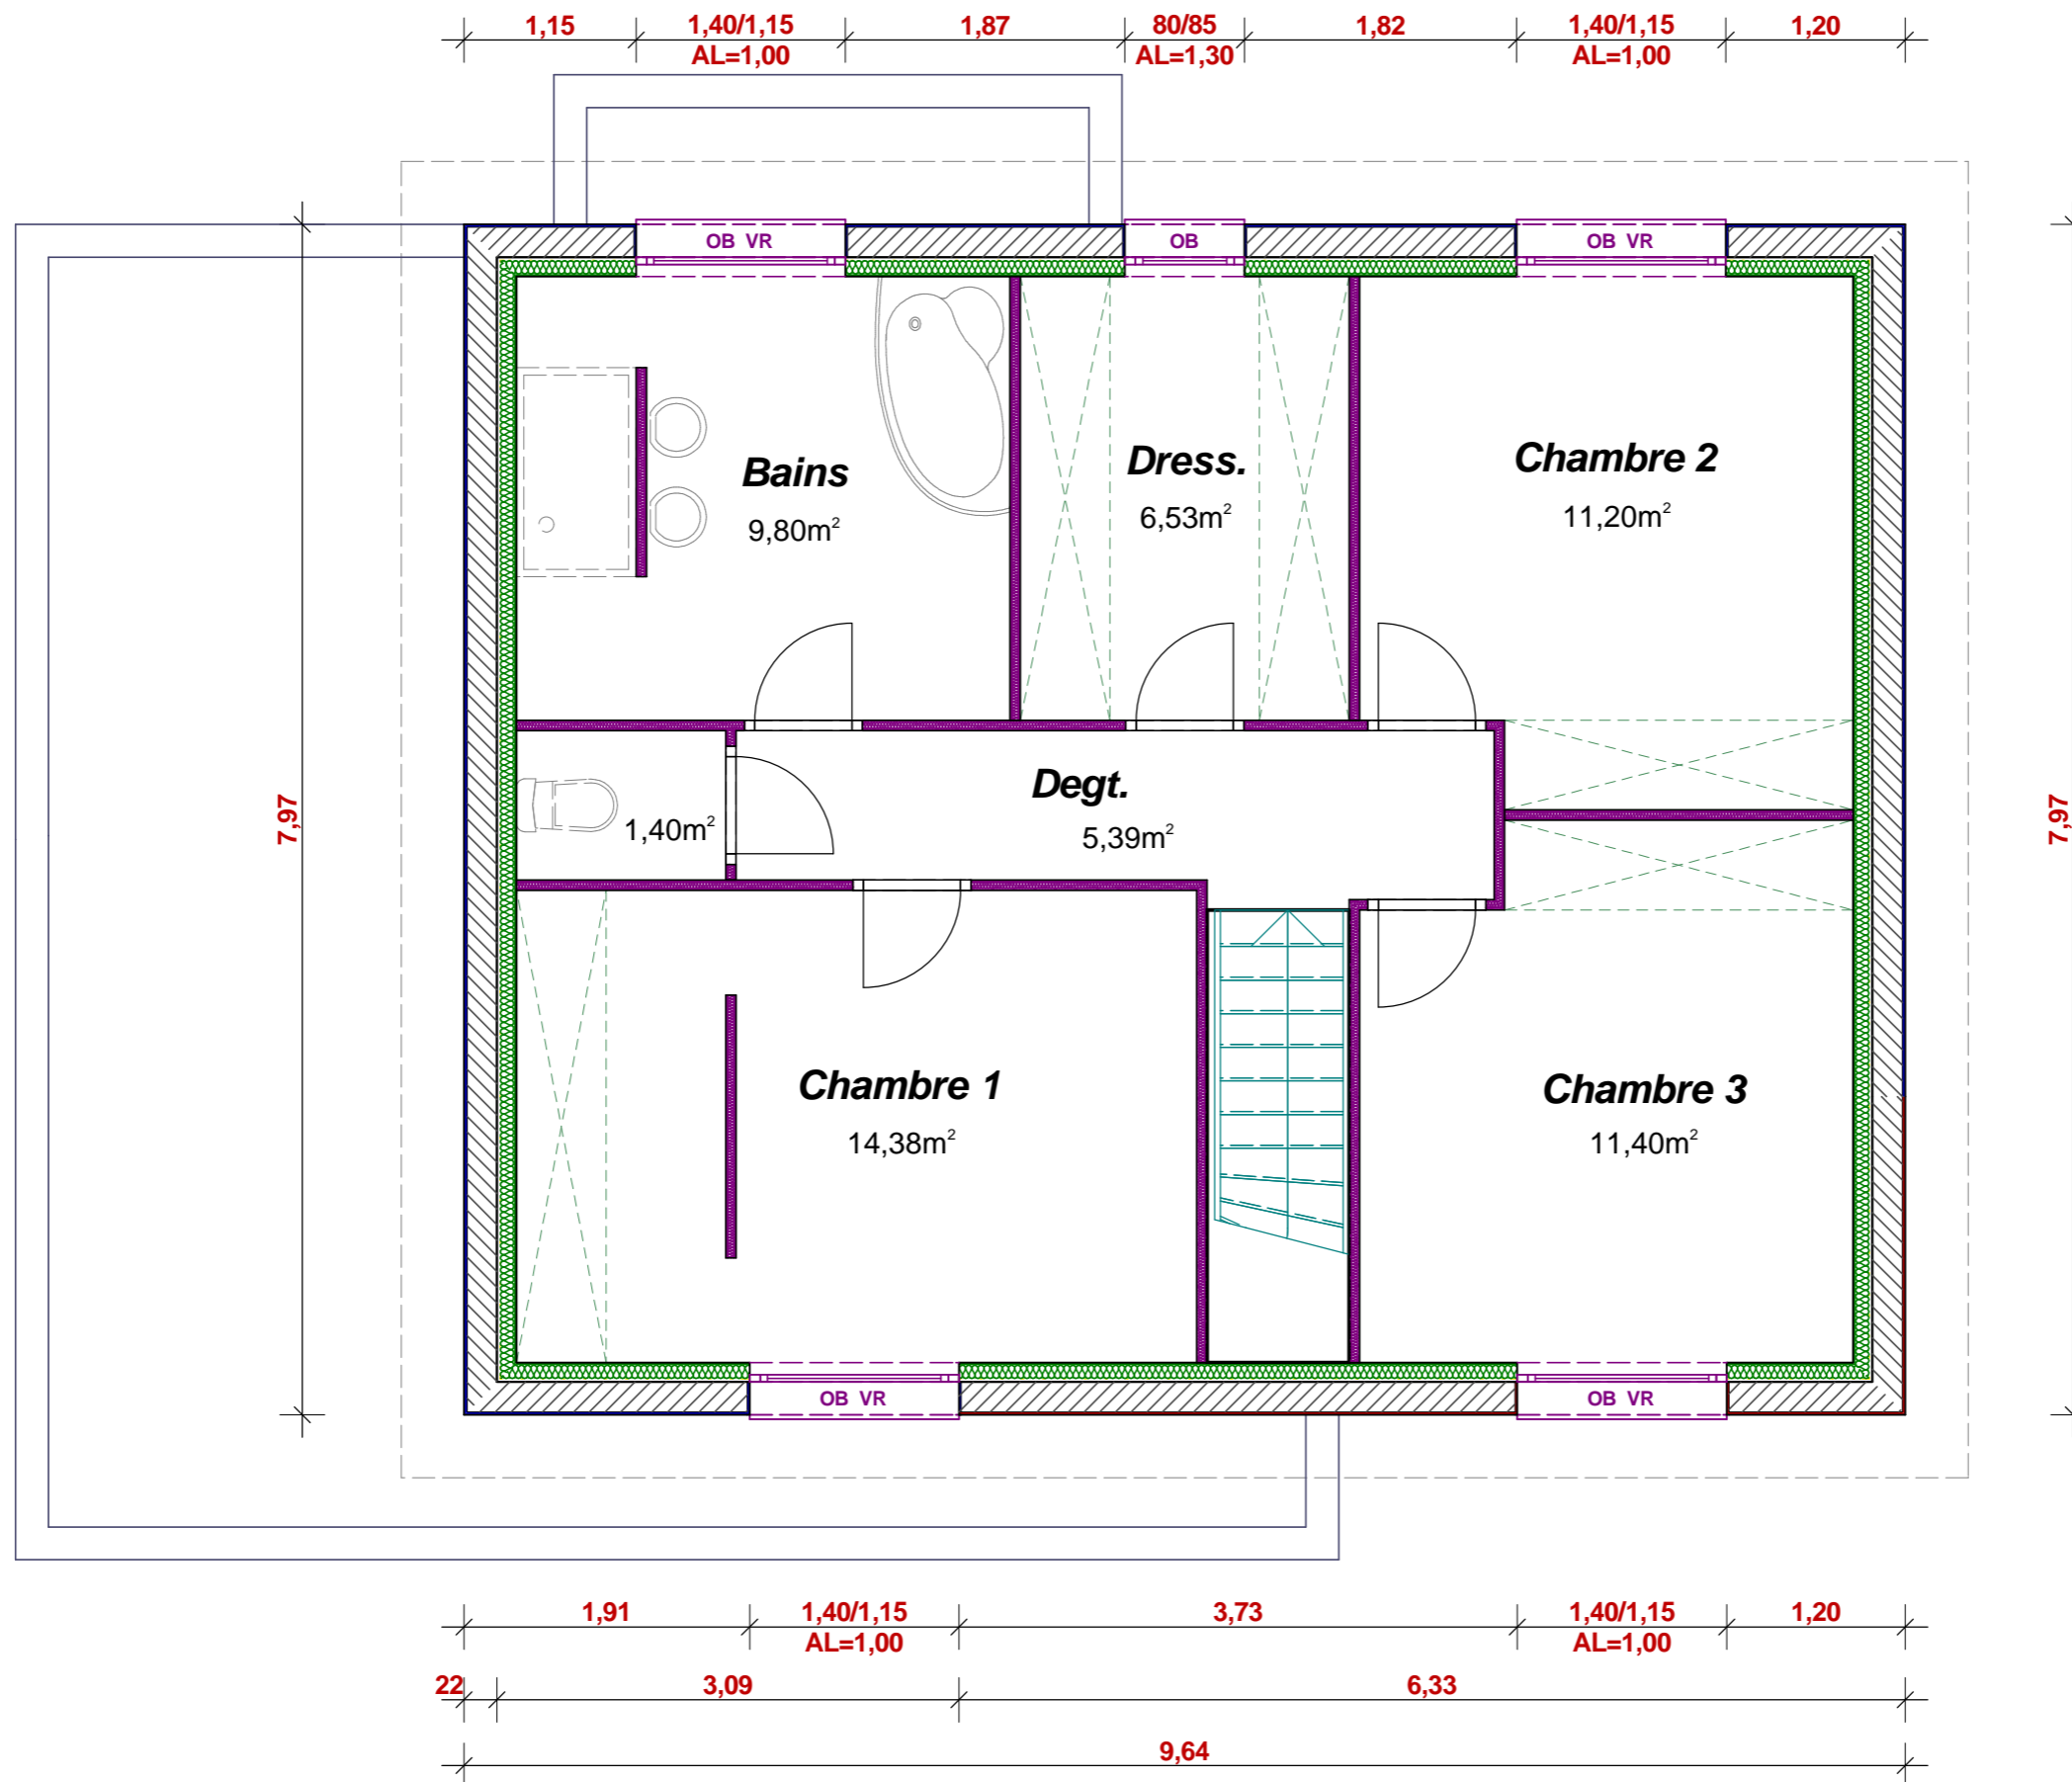 1,15
1,40/1,15
AL=1,00
1,87
80/85
AL=1,30
1,82
1,40/1,15
AL=1,00
1,20
OB VR
OB
OB VR
Bains
9,80m²
Dress.
6,53m²
Chambre 2
11,20m²
7,97
1,40m²
Degt.
5,39m²
7,97
Chambre 1
14,38m²
Chambre 3
11,40m²
OB VR
OB VR
1,91
1,40/1,15
AL=1,00
3,73
1,40/1,15
AL=1,00
1,20
22
3,09
6,33
9,64